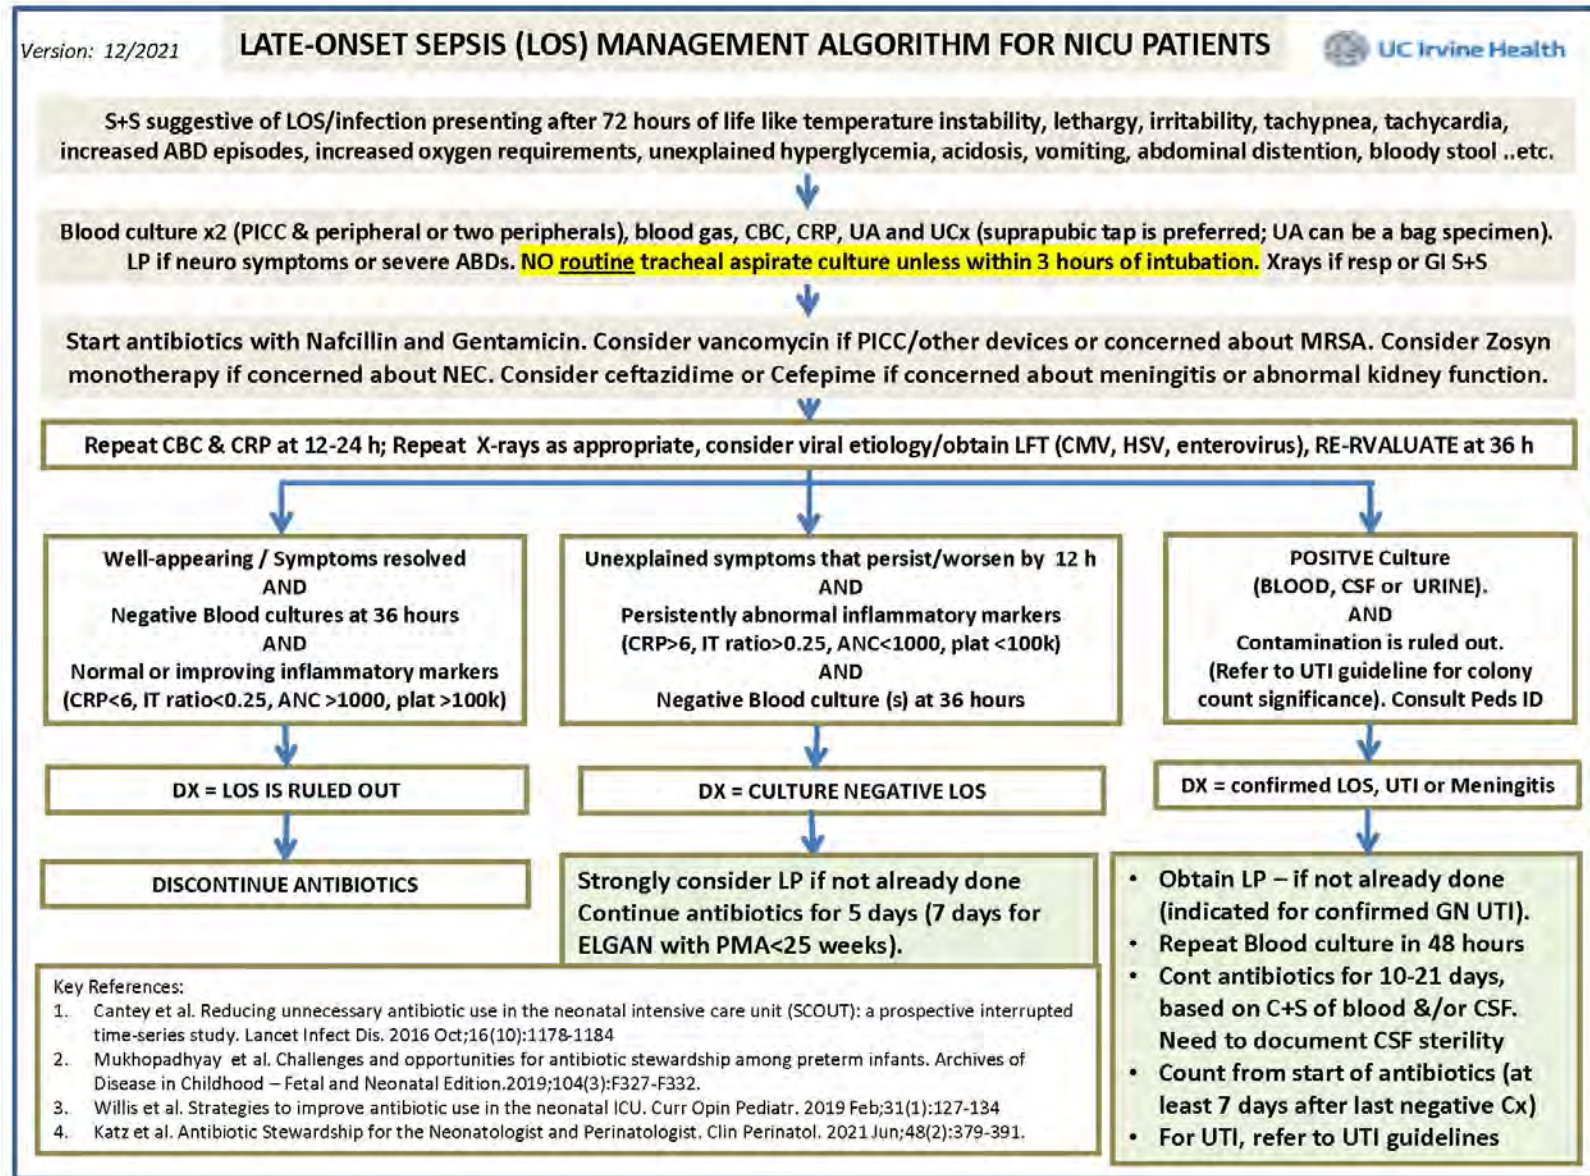 Version: 12/2021
LATE-ONSET SEPSIS (LOS) MANAGEMENT ALGORITHM FOR NICU PATIENTS
UC Irvine Health
S+S suggestive of LOS/infection presenting after 72 hours of life like temperature instability, lethargy, irritability, tachypnea, tachycardia,
increased ABD episodes, increased oxygen requirements, unexplained hyperglycemia, acidosis, vomiting, abdominal distention, bloody stool ..etc.
Blood culture x2 (PICC & peripheral or two peripherals), blood gas, CBC, CRP, UA and UCx (suprapubic tap is preferred; UA can be a bag specimen).
LP if neuro symptoms or severe ABDs. NO routine tracheal aspirate culture unless within 3 hours of intubation. Xrays if resp or GI S+S
Start antibiotics with Nafcillin and Gentamicin. Consider vancomycin if PICC/other devices or concerned about MRSA. Consider Zosyn
monotherapy if concerned about NEC. Consider ceftazidime or Cefepime if concerned about meningitis or abnormal kidney function.
Repeat CBC & CRP at 12-24 h; Repeat X-rays as appropriate, consider viral etiology/obtain LFT (CMV, HSV, enterovirus), RE-RVALUATE at 36 h
Well-appearing / Symptoms resolved
AND
Negative Blood cultures at 36 hours
AND
Normal or improving inflammatory markers
(CRP<6, IT ratio<0.25, ANC >1000, plat >100k)
DX = LOS IS RULED OUT
DISCONTINUE ANTIBIOTICS
Unexplained symptoms that persist/worsen by 12 h
AND
Persistently abnormal inflammatory markers
(CRP>6, IT ratio>0.25, ANC<1000, plat <100k)
AND
Negative Blood culture (s) at 36 hours
DX = CULTURE NEGATIVE LOS
Strongly consider LP if not already done
Continue antibiotics for 5 days (7 days for
ELGAN with PMA<25 weeks).
POSITVE Culture
(BLOOD, CSF or URINE).
AND
Contamination is ruled out.
(Refer to UTI guideline for colony
count significance). Consult Peds ID
DX = confirmed LOS, UTI or Meningitis
• Obtain LP – if not already done
(indicated for confirmed GN UTI).
• Repeat Blood culture in 48 hours
• Cont antibiotics for 10-21 days,
based on C+S of blood &/or CSF.
Need to document CSF sterility
• Count from start of antibiotics (at
least 7 days after last negative Cx)
• For UTI, refer to UTI guidelines
Key References:
1. Cantey et al. Reducing unnecessary antibiotic use in the neonatal intensive care unit (SCOUT): a prospective interrupted
time-series study. Lancet Infect Dis. 2016 Oct;16(10):1178-1184
2. Mukhopadhyay et al. Challenges and opportunities for antibiotic stewardship among preterm infants. Archives of
Disease in Childhood – Fetal and Neonatal Edition.2019;104(3):F327-F332.
3. Willis et al. Strategies to improve antibiotic use in the neonatal ICU. Curr Opin Pediatr. 2019 Feb;31(1):127-134
4. Katz et al. Antibiotic Stewardship for the Neonatologist and Perinatologist. Clin Perinatol. 2021 Jun;48(2):379-391.